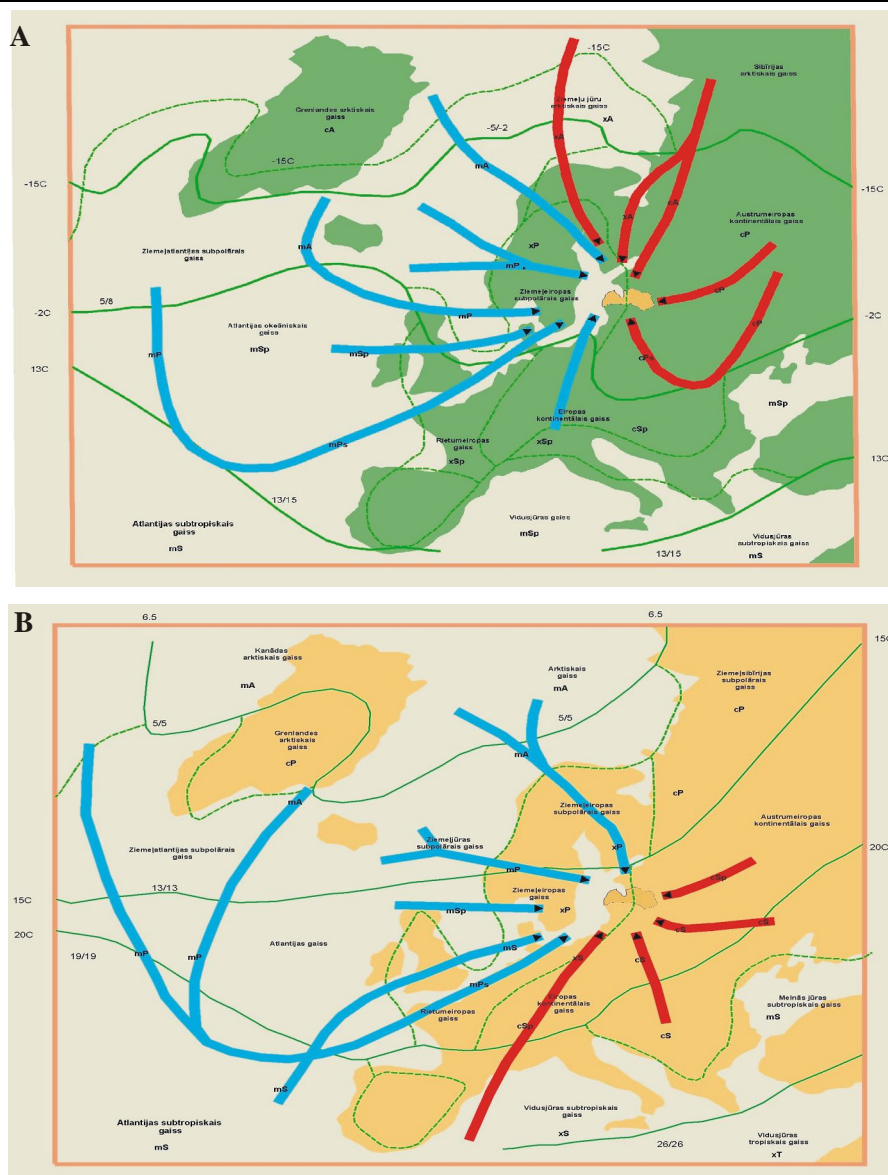 A
-15C
Sibīrijas
arktiskais gaiss
Grenlandes arktiskais
gaiss
cA
Ziemeļu jūru
arktiskais gaiss
xA
xA
-5/-2
-15C
mA
-15C
-15C
xA
cA
Austrumeiropas
kontinentālais gaiss
cP
Ziemeļatlantijas subpolārais
gaiss
mA
xP
mP
Ziemeļeiropas
subpolārais gaiss
cP
5/8
-2C
-2C
Atlantijas okeāniskais
gaiss
mSp
mP
mP
mSp
cP
cPs
13C
mSp
Eiropas
kontinentālais gaiss
xSp
cSp
mPs
Rietumeiropas
gaiss
xSp
13C
13/15
Atlantijas subtropiskais
gaiss
mS
Vidusjūras gaiss
mSp
13/15
Vidusjūras
subtropiskais gaiss
mS
B
6.5
6.5
15C
Kanādas
arktiskais gaiss
mA
Arktiskais
gaiss
mA
Ziemeļsibīrijas
subpolārais
gaiss
cP
5/5
5/5
Grenlandes
arktiskais
gaiss
cP
mA
mA
cP
Ziemeļeiropas
subpolārais gaiss
Austrumeiropas
kontinentālais gaiss
Ziemeļatlantijas subpolārais
gaiss
Ziemeļjūras
subpolārais gaiss
xP
20C
mP
13/13
Ziemeļeiropas
gaiss
xP
cSp
15C
mSp
20C
19/19
Atlantijas gaiss
mS
cS
cS
mP
mP
xS
cS
mPs
Rietumeiropas
gaiss
Eiropas
kontinentālais
gaiss
cSp
Melnās jūras
subtropiskais gaiss
mS
cS
mS
Atlantijas subtropiskais
gaiss
mS
Vidusjūras subtropiskais
gaiss
xS
26/26
Vidusjūras
tropiskais gaiss
xT